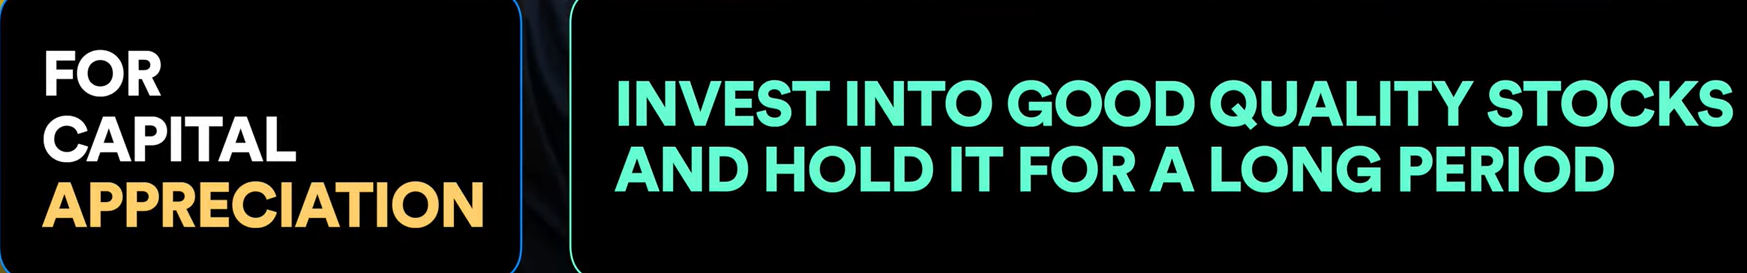 FOR
CAPITAL
APPRECIATION
INVEST INTO GOOD QUALITY STOCKS
AND HOLD IT FOR A LONG PERIOD